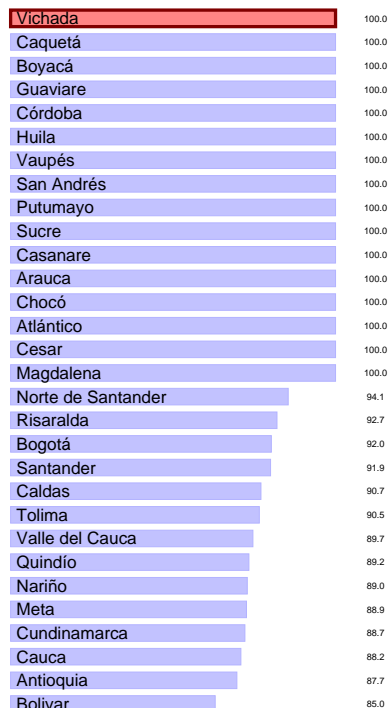 Vichada 100.0
Caquetá 100.0
Boyacá 100.0
Guaviare 100.0
Córdoba 100.0
Huila 100.0
Vaupés 100.0
San Andrés 100.0
Putumayo 100.0
Sucre 100.0
Casanare 100.0
Arauca 100.0
Chocó 100.0
Atlántico 100.0
Cesar 100.0
Magdalena 100.0
Norte de Santander 94.1
Risaralda 92.7
Bogotá 92.0
Santander 91.9
Caldas 90.7
Tolima 90.5
Valle del Cauca 89.7
Quindío 89.2
Nariño 89.0
Meta 88.9
Cundinamarca 88.7
Cauca 88.2
Antioquia 87.7
Bolivar 85.0